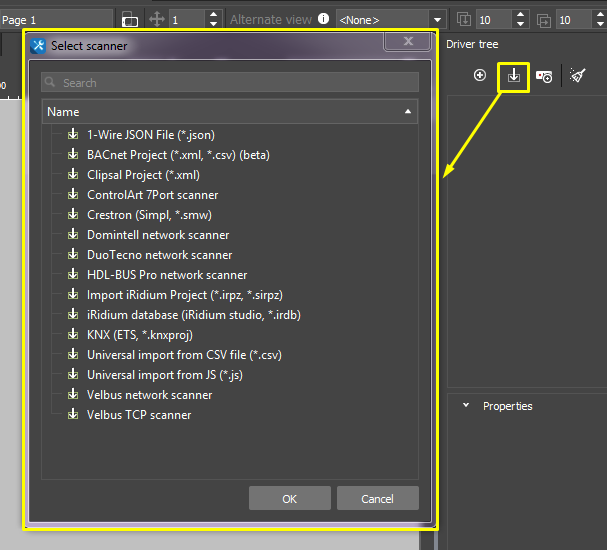 Page 1
1
Alternate view
<None>
10
10
Select scanner
Driver tree
Search
00
Name
1-Wire JSON File (*.json)
BACnet Project (*.xml, *.csv) (beta)
Clipsal Project (*.xml)
ControlArt 7Port scanner
Crestron (Simpl, *.smw)
Domintell network scanner
DuoTecno network scanner
HDL-BUS Pro network scanner
Import iRidium Project (*.irpz, *.sirpz)
iRidium database (iRidium studio, *.irdb)
KNX (ETS, *.knxproj)
Universal import from CSV file (*.csv)
Universal import from JS (*.js)
Velbus network scanner
Velbus TCP scanner
Properties
OK
Cancel